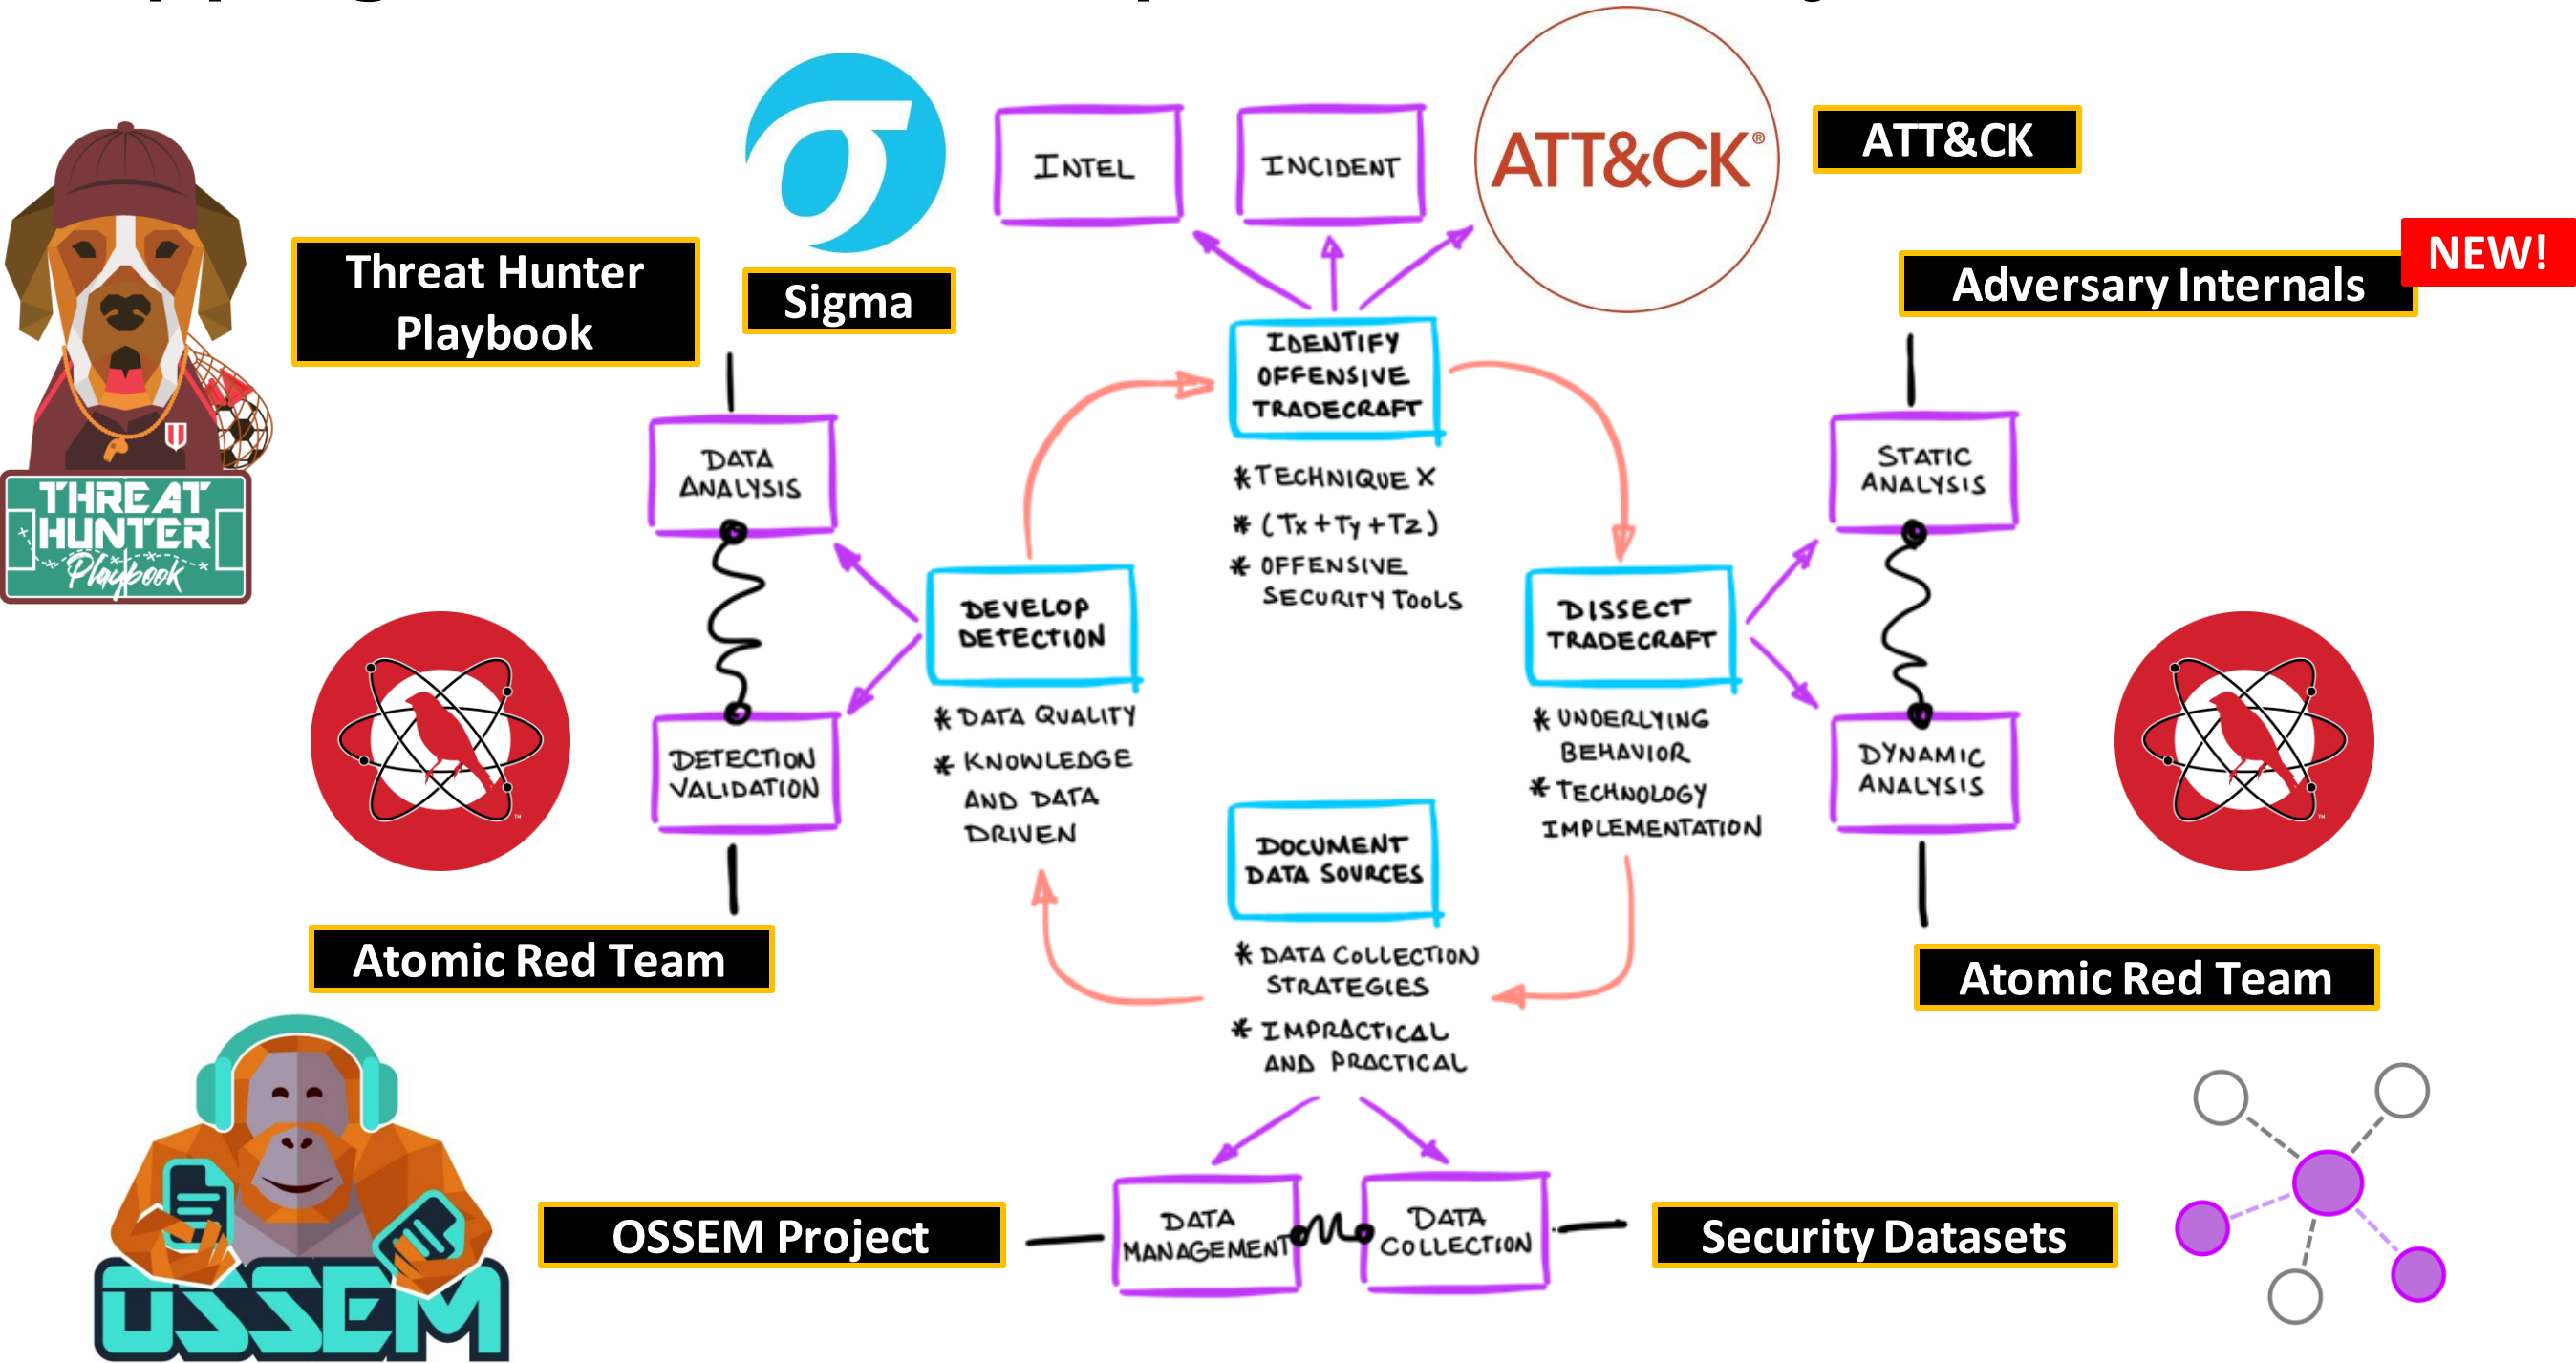 ATT&CK®
ATT&CK
INTEL
INCIDENT
NEW!
Adversary Internals
Threat Hunter
Playbook
Sigma
IDENTIFY
OFFENSIVE
TRADECRAFT
* TECHNIQUE X
* (Tx + Ty + Tz)
* OFFENSIVE
SECURITY TOOLS
DATA
ANALYSIS
STATIC
ANALYSIS
THREAT
HUNTER
Playbook
DEVELOP
DETECTION
DISSECT
TRADECRAFT
* DATA QUALITY
* KNOWLEDGE
AND DATA
DRIVEN
* UNDERLYING
BEHAVIOR
* TECHNOLOGY
IMPLEMENTATION
DETECTION
VALIDATION
DYNAMIC
ANALYSIS
TM
TM
DOCUMENT
DATA SOURCES
* DATA COLLECTION
STRATEGIES
* IMPRACTICAL
AND PRACTICAL
Atomic Red Team
Atomic Red Team
OSSEM
OSSEM Project
DATA
MANAGEMENT
DATA
COLLECTION
Security Datasets